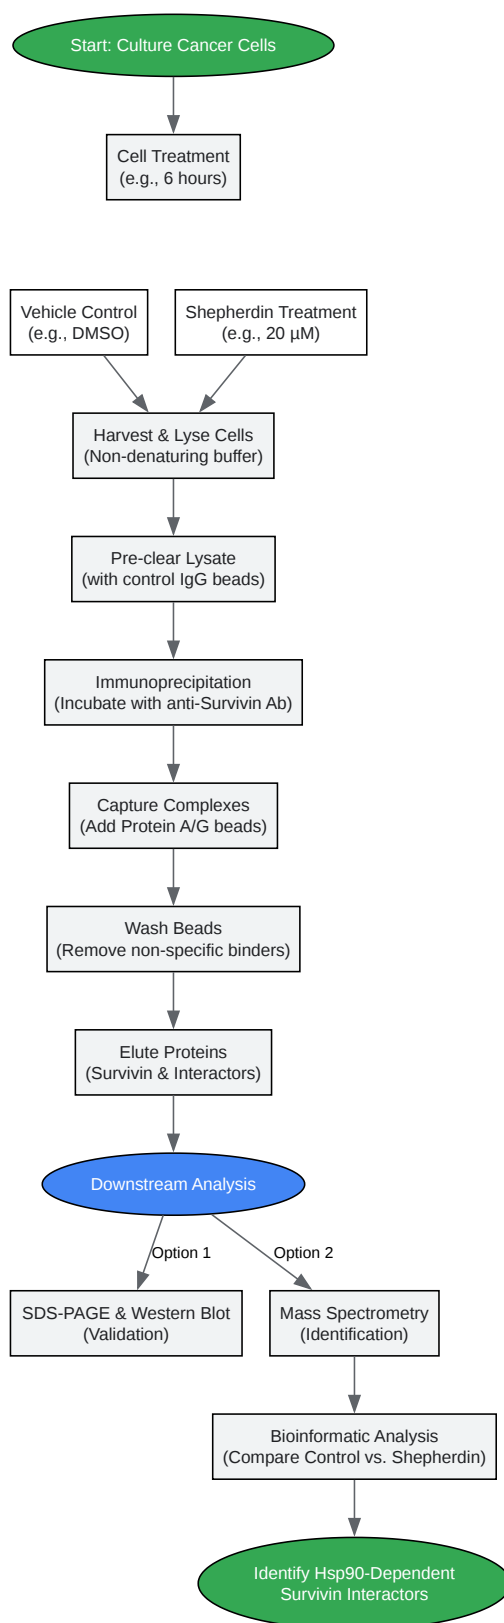 Start: Culture Cancer Cells
Cell Treatment
(e.g., 6 hours)
Vehicle Control
(e.g., DMSO)
Shepherdin Treatment
(e.g., 20 µM)
Harvest & Lyse Cells
(Non-denaturing buffer)
Pre-clear Lysate
(with control IgG beads)
Immunoprecipitation
(Incubate with anti-Survivin Ab)
Capture Complexes
(Add Protein A/G beads)
Wash Beads
(Remove non-specific binders)
Elute Proteins
(Survivin & Interactors)
Downstream Analysis
Option 1
Option 2
SDS-PAGE & Western Blot
(Validation)
Mass Spectrometry
(Identification)
Bioinformatic Analysis
(Compare Control vs. Shepherdin)
Identify Hsp90-Dependent
Survivin Interactors